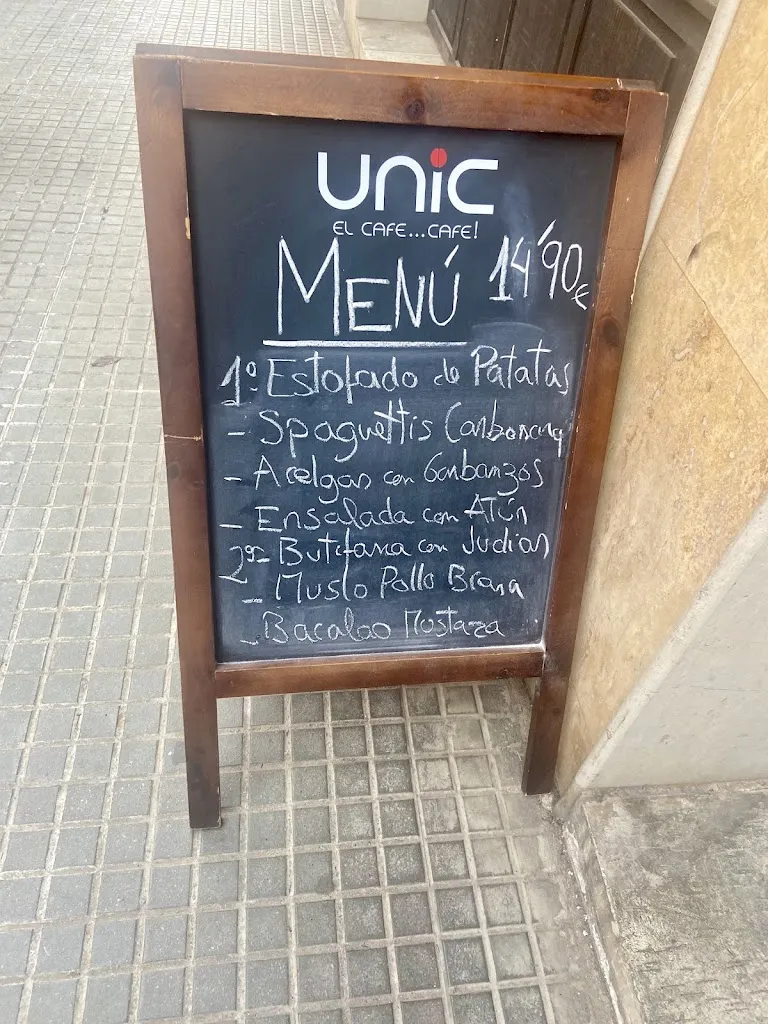 UNIC
EL CAFE...CAFE!
MENÚ 14'90€
1º Estofado de Patatas
- Spaguettis Carbonara
- Acelgas con Garbanzos
- Ensalada con Atún
2º Butifarra con Judias
- Muslo Pollo Brasa
- Bacalao Mostaza